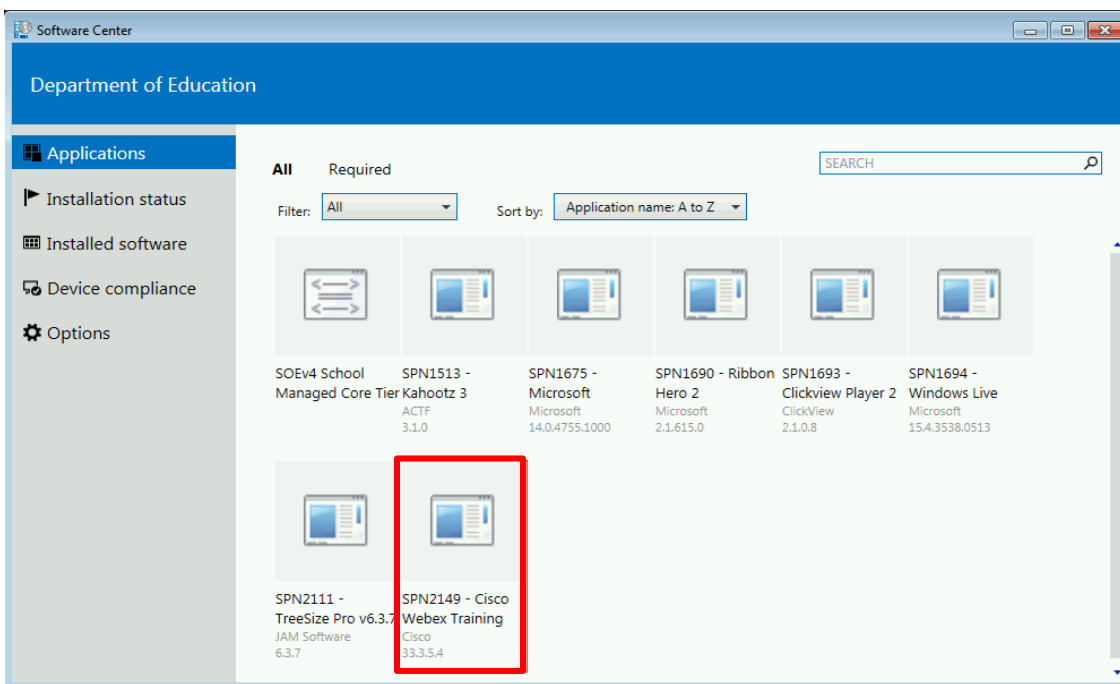 Software Center
Department of Education
Applications
Installation status
Installed software
Device compliance
Options
All Required
SEARCH
Filter: All Sort by: Application name: A to Z
SOEv4 School
Managed Core Tier
SPN1513 -
Kahootz 3
ACTF
3.1.0
SPN1675 -
Microsoft
Microsoft
14.0.4755.1000
SPN1690 - Ribbon
Hero 2
Microsoft
2.1.615.0
SPN1693 -
Clickview Player 2
ClickView
2.1.0.8
SPN1694 -
Windows Live
Microsoft
15.4.3538.0513
SPN2111 -
TreeSize Pro v6.3.7
JAM Software
6.3.7
SPN2149 - Cisco
Webex Training
Cisco
33.3.5.4